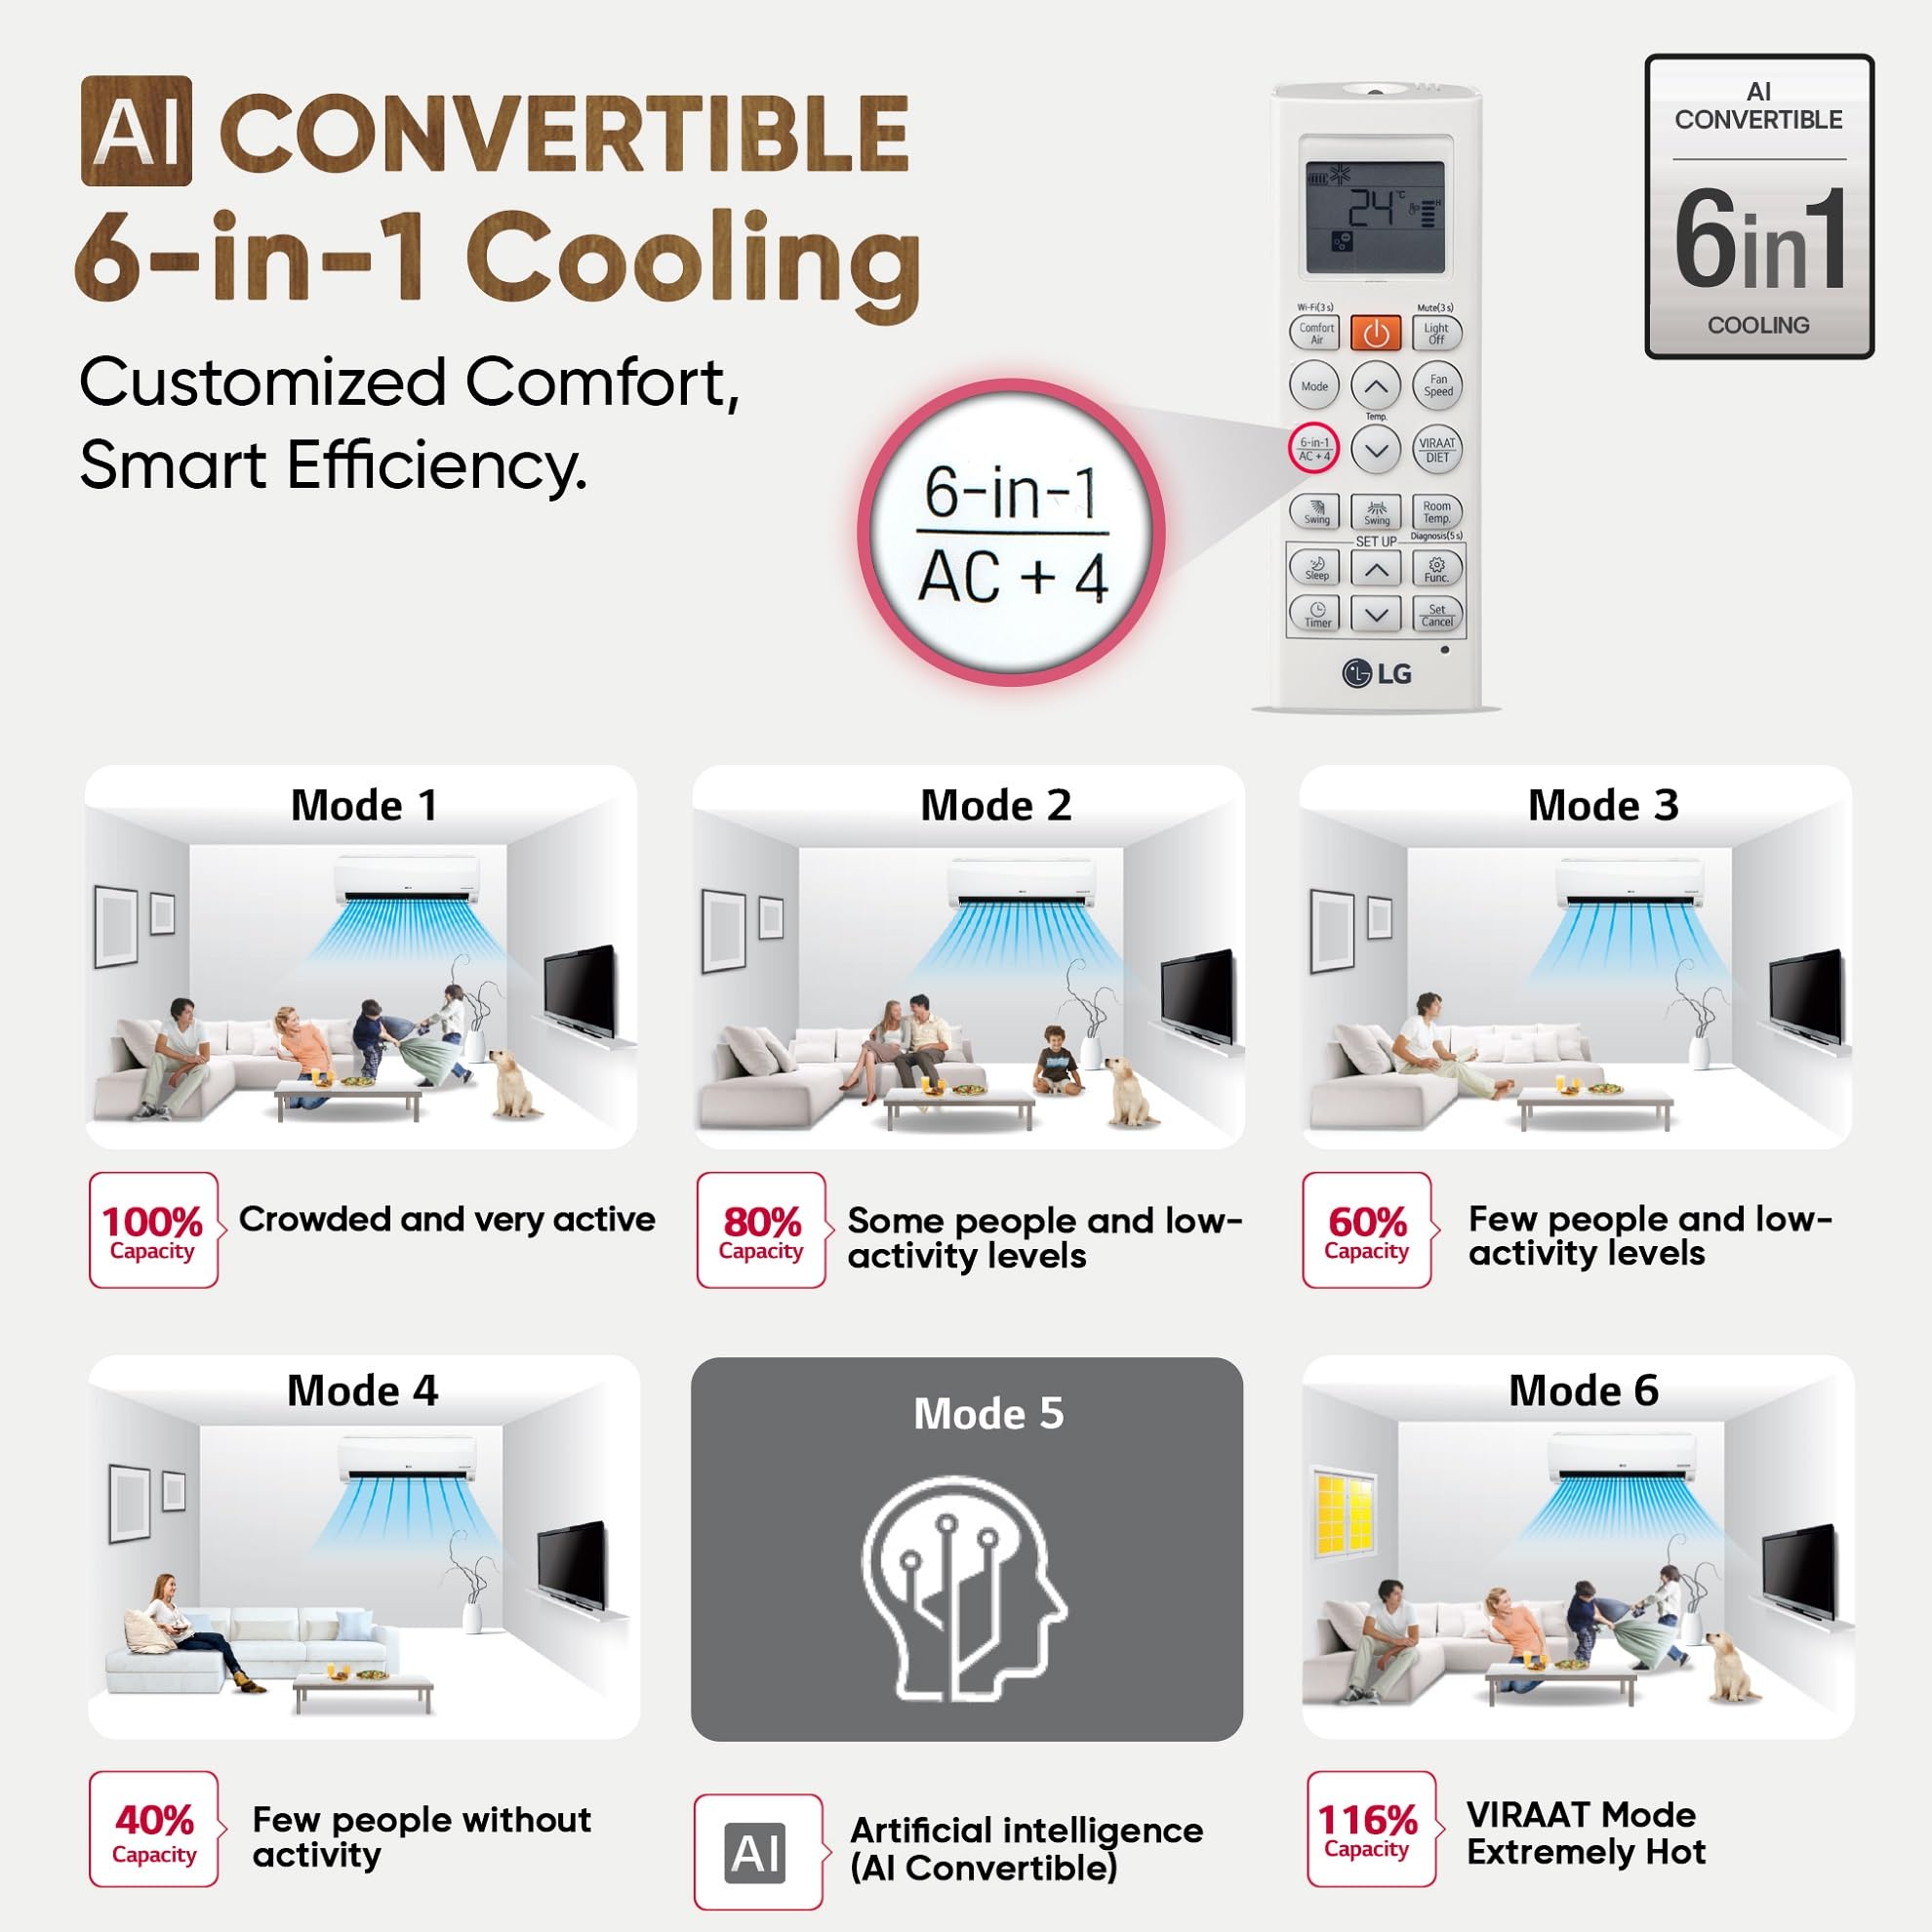 AI CONVERTIBLE
6-in-1 Cooling
Customized Comfort,
Smart Efficiency.
6-in-1
AC + 4
24°C
H
Wi-Fi(3 s)
Mute(3 s)
Comfort
Air
Light
Off
Mode
Fan
Speed
Temp.
6-in-1
AC + 4
VIRAAT
DIET
Swing
Swing
Room
Temp.
SET UP
Diagnosis(5 s)
Sleep
Func.
Timer
Set
Cancel
LG
AI
CONVERTIBLE
6in1
COOLING
Mode 1
100%
Capacity
Crowded and very active
Mode 2
80%
Capacity
Some people and low-
activity levels
Mode 3
60%
Capacity
Few people and low-
activity levels
Mode 4
40%
Capacity
Few people without
activity
Mode 5
AI
Artificial intelligence
(AI Convertible)
Mode 6
116%
Capacity
VIRAAT Mode
Extremely Hot